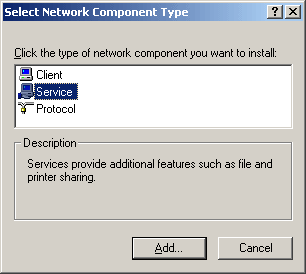 Select Network Component Type
Click the type of network component you want to install:
Client
Service
Protocol
Description
Services provide additional features such as file and
printer sharing.
Add...
Cancel